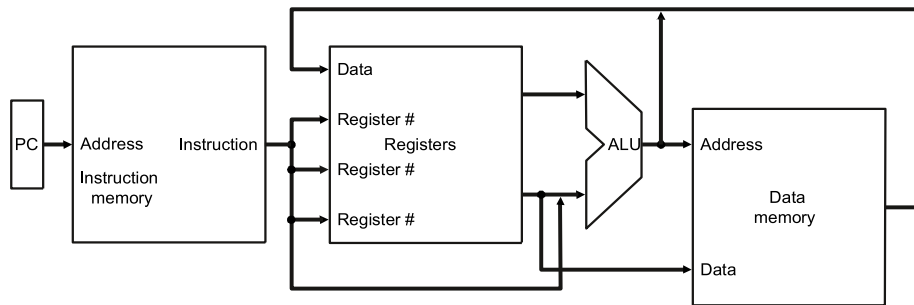 PC
Address
Instruction
Instruction
memory
Data
Register #
Registers
Register #
Register #
ALU
Address
Data
memory
Data